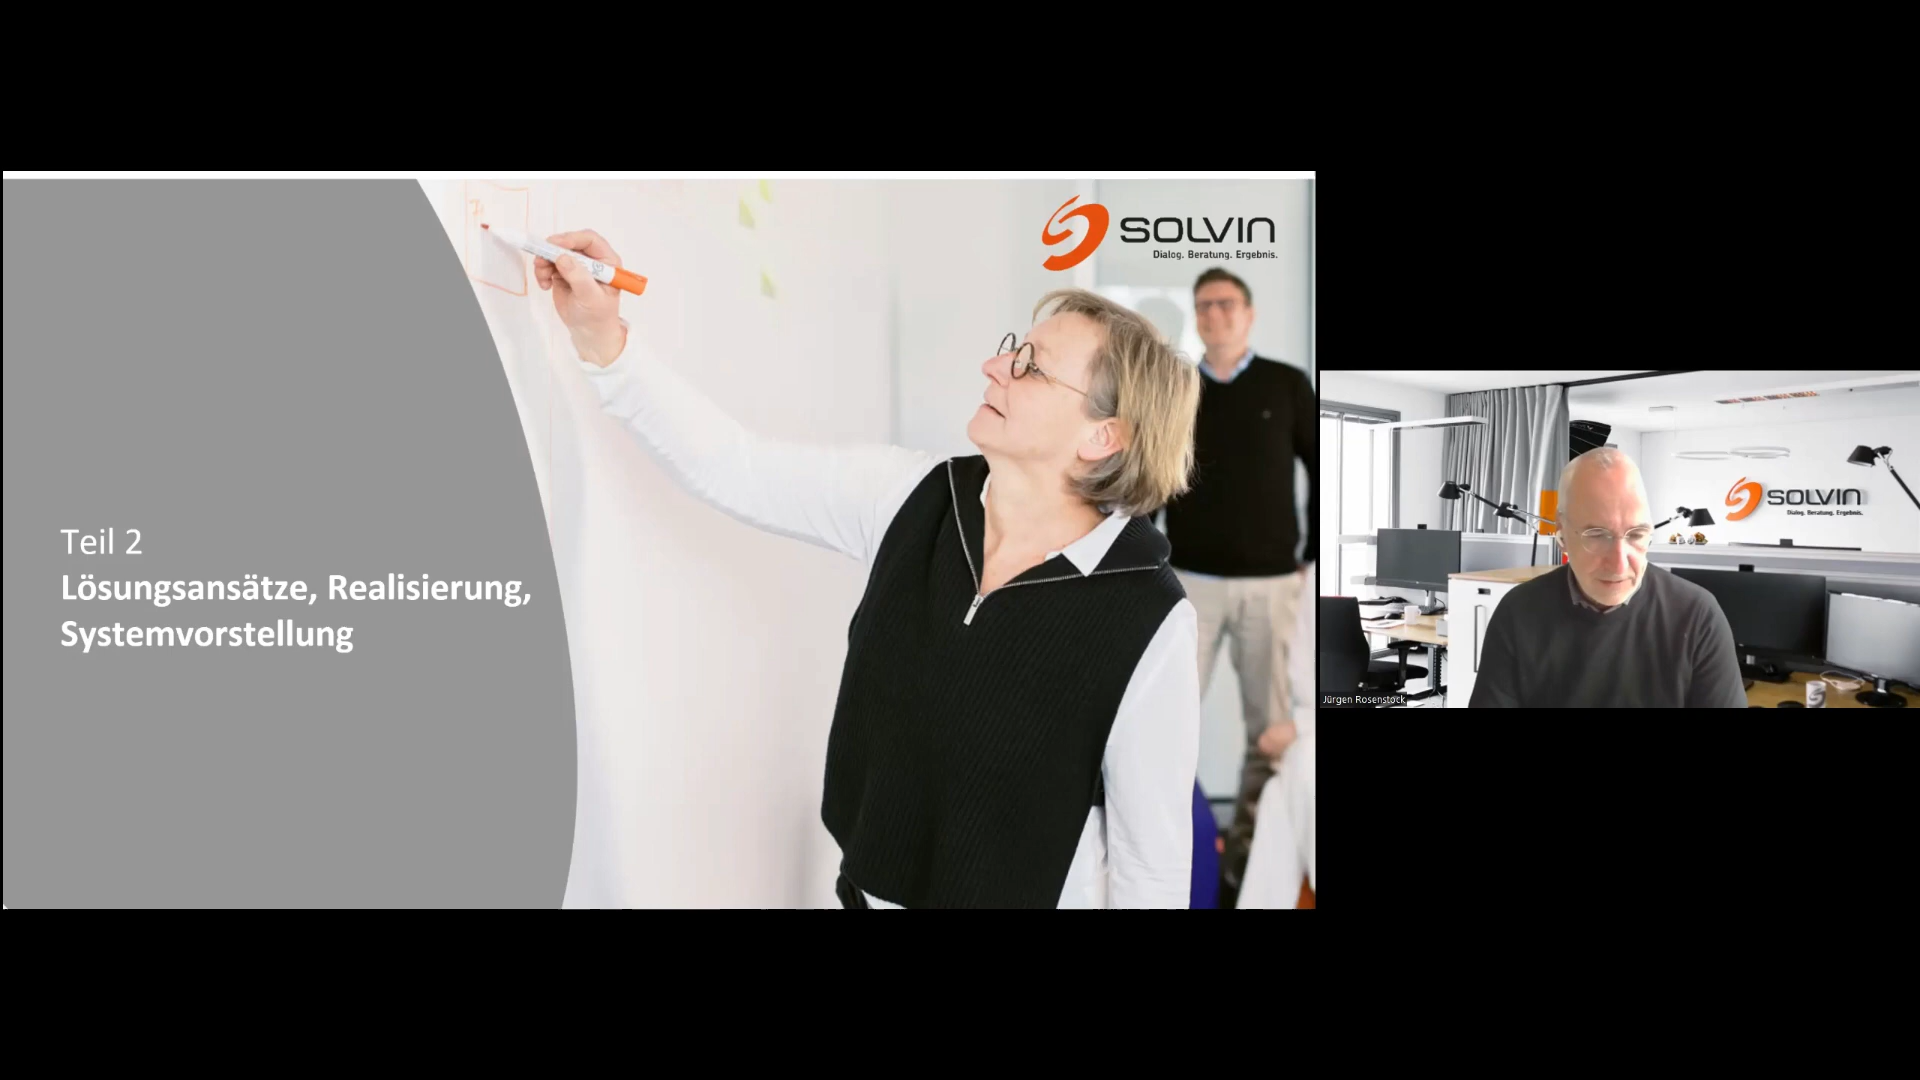 SOLVIN
Dialog. Beratung. Ergebnis.
Teil 2
Lösungsansätze, Realisierung,
Systemvorstellung
SOLVIN
Dialog. Beratung. Ergebnis.
Jürgen Rosenstock